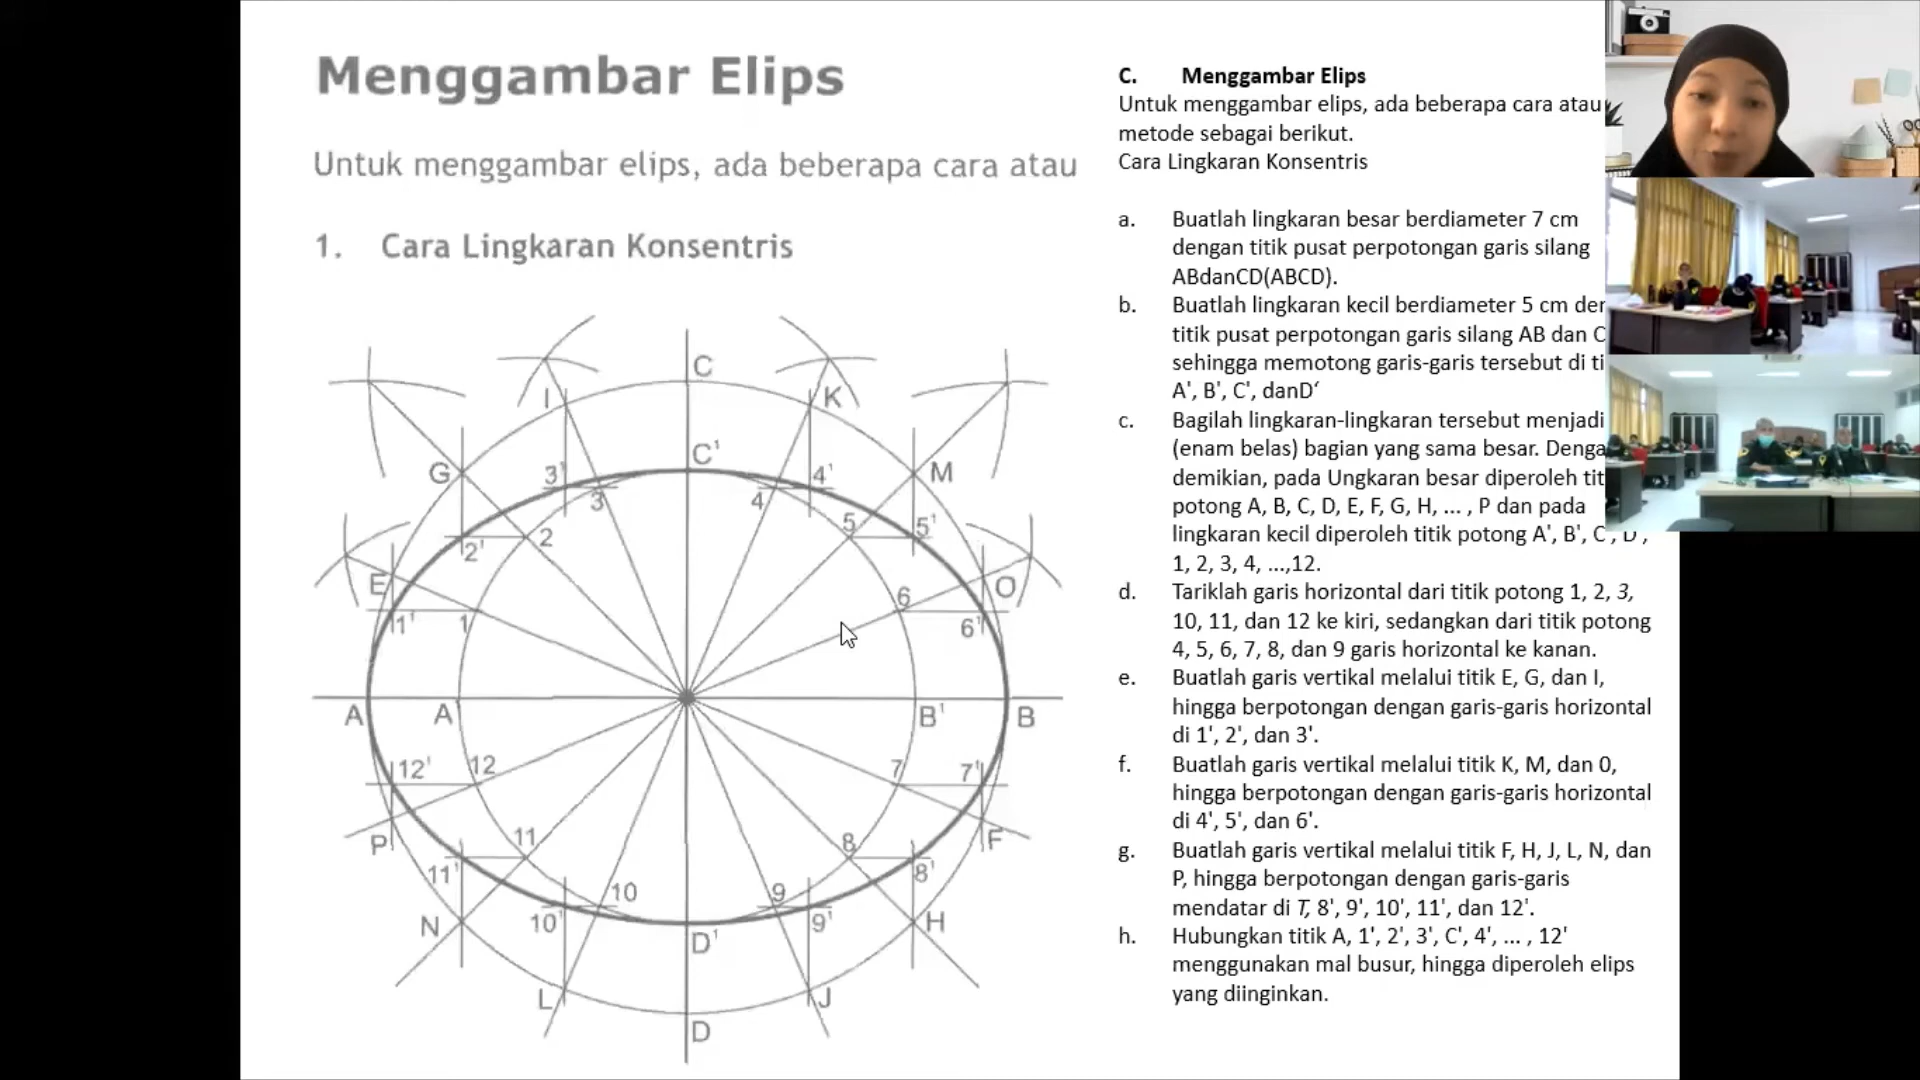 Menggambar Elips
Untuk menggambar elips, ada beberapa cara atau
1. Cara Lingkaran Konsentris
C
I
K
C'
G
3'
4'
M
3
4
5
5'
2'
2
E
6
O
1'
1
6'
A
A'
B'
B
12'
12
7
7'
P
11
8
F
11'
10
9
8'
N
10'
9'
H
D'
L
J
D
C. Menggambar Elips
Untuk menggambar elips, ada beberapa cara atau
metode sebagai berikut.
Cara Lingkaran Konsentris
a. Buatlah lingkaran besar berdiameter 7 cm
dengan titik pusat perpotongan garis silang
ABdanCD(ABCD).
b. Buatlah lingkaran kecil berdiameter 5 cm
titik pusat perpotongan garis silang AB dan C
sehingga memotong garis-garis tersebut di
A', B', C', danD‘
c. Bagilah lingkaran-lingkaran tersebut menjadi
(enam belas) bagian yang sama besar.
demikian, pada Ungkaran besar diperoleh
potong A, B, C, D, E, F, G, H, ... , P dan pada
lingkaran kecil diperoleh titik potong A', B', C', D',
1, 2, 3, 4, ...,12.
d. Tariklah garis horizontal dari titik potong 1, 2, 3,
10, 11, dan 12 ke kiri, sedangkan dari titik potong
4, 5, 6, 7, 8, dan 9 garis horizontal ke kanan.
e. Buatlah garis vertikal melalui titik E, G, dan I,
hingga berpotongan dengan garis-garis horizontal
di 1', 2', dan 3'.
f. Buatlah garis vertikal melalui titik K, M, dan 0,
hingga berpotongan dengan garis-garis horizontal
di 4', 5', dan 6'.
g. Buatlah garis vertikal melalui titik F, H, J, L, N, dan
P, hingga berpotongan dengan garis-garis
mendatar di T, 8', 9', 10', 11', dan 12'.
h. Hubungkan titik A, 1', 2', 3', C', 4', ... , 12'
menggunakan mal busur, hingga diperoleh elips
yang diinginkan.